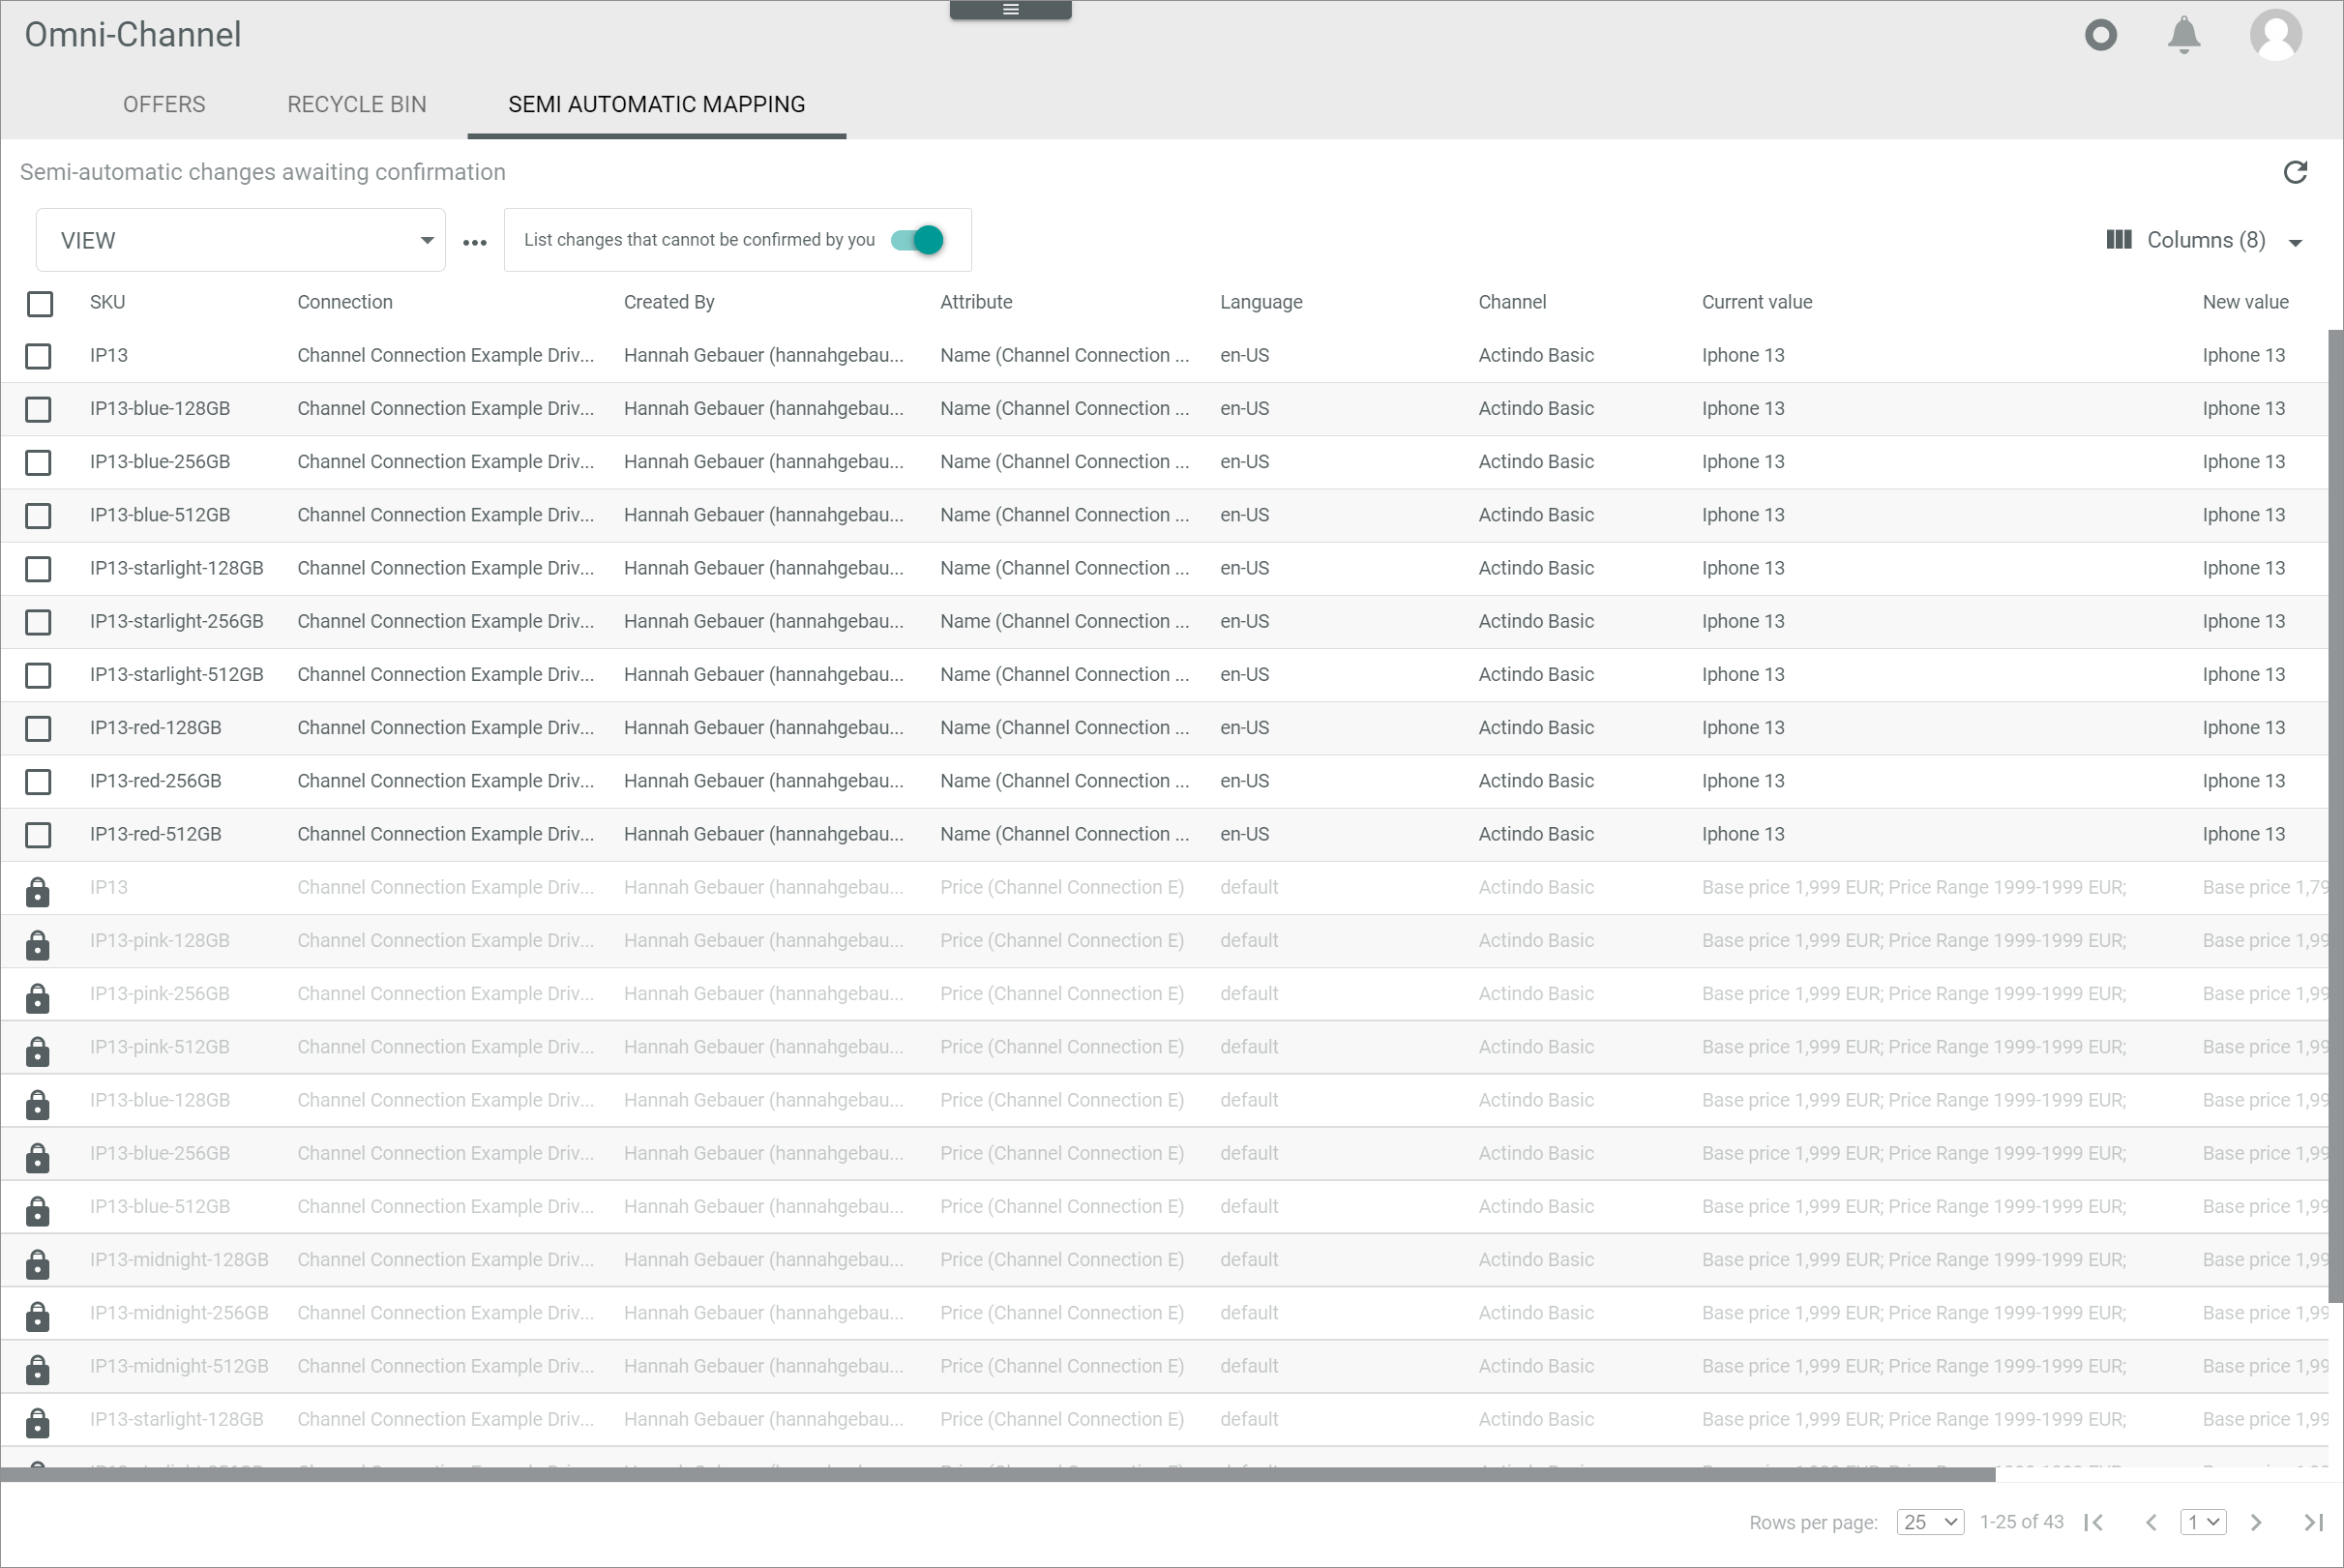 Omni-Channel
OFFERS RECYCLE BIN SEMI AUTOMATIC MAPPING
Semi-automatic changes awaiting confirmation
VIEW ••• List changes that cannot be confirmed by you Columns (8)
SKU Connection Created By Attribute Language Channel Current value New value
IP13 Channel Connection Example Driv... Hannah Gebauer (hannahgebau... Name (Channel Connection ... en-US Actindo Basic Iphone 13 Iphone 13
IP13-blue-128GB Channel Connection Example Driv... Hannah Gebauer (hannahgebau... Name (Channel Connection ... en-US Actindo Basic Iphone 13 Iphone 13
IP13-blue-256GB Channel Connection Example Driv... Hannah Gebauer (hannahgebau... Name (Channel Connection ... en-US Actindo Basic Iphone 13 Iphone 13
IP13-blue-512GB Channel Connection Example Driv... Hannah Gebauer (hannahgebau... Name (Channel Connection ... en-US Actindo Basic Iphone 13 Iphone 13
IP13-starlight-128GB Channel Connection Example Driv... Hannah Gebauer (hannahgebau... Name (Channel Connection ... en-US Actindo Basic Iphone 13 Iphone 13
IP13-starlight-256GB Channel Connection Example Driv... Hannah Gebauer (hannahgebau... Name (Channel Connection ... en-US Actindo Basic Iphone 13 Iphone 13
IP13-starlight-512GB Channel Connection Example Driv... Hannah Gebauer (hannahgebau... Name (Channel Connection ... en-US Actindo Basic Iphone 13 Iphone 13
IP13-red-128GB Channel Connection Example Driv... Hannah Gebauer (hannahgebau... Name (Channel Connection ... en-US Actindo Basic Iphone 13 Iphone 13
IP13-red-256GB Channel Connection Example Driv... Hannah Gebauer (hannahgebau... Name (Channel Connection ... en-US Actindo Basic Iphone 13 Iphone 13
IP13-red-512GB Channel Connection Example Driv... Hannah Gebauer (hannahgebau... Name (Channel Connection ... en-US Actindo Basic Iphone 13 Iphone 13
IP13 Channel Connection Example Driv... Hannah Gebauer (hannahgebau... Price (Channel Connection E) default Actindo Basic Base price 1,999 EUR; Price Range 1999-1999 EUR; Base price 1,79
IP13-pink-128GB Channel Connection Example Driv... Hannah Gebauer (hannahgebau... Price (Channel Connection E) default Actindo Basic Base price 1,999 EUR; Price Range 1999-1999 EUR; Base price 1,99
IP13-pink-256GB Channel Connection Example Driv... Hannah Gebauer (hannahgebau... Price (Channel Connection E) default Actindo Basic Base price 1,999 EUR; Price Range 1999-1999 EUR; Base price 1,99
IP13-pink-512GB Channel Connection Example Driv... Hannah Gebauer (hannahgebau... Price (Channel Connection E) default Actindo Basic Base price 1,999 EUR; Price Range 1999-1999 EUR; Base price 1,99
IP13-blue-128GB Channel Connection Example Driv... Hannah Gebauer (hannahgebau... Price (Channel Connection E) default Actindo Basic Base price 1,999 EUR; Price Range 1999-1999 EUR; Base price 1,99
IP13-blue-256GB Channel Connection Example Driv... Hannah Gebauer (hannahgebau... Price (Channel Connection E) default Actindo Basic Base price 1,999 EUR; Price Range 1999-1999 EUR; Base price 1,99
IP13-blue-512GB Channel Connection Example Driv... Hannah Gebauer (hannahgebau... Price (Channel Connection E) default Actindo Basic Base price 1,999 EUR; Price Range 1999-1999 EUR; Base price 1,99
IP13-midnight-128GB Channel Connection Example Driv... Hannah Gebauer (hannahgebau... Price (Channel Connection E) default Actindo Basic Base price 1,999 EUR; Price Range 1999-1999 EUR; Base price 1,99
IP13-midnight-256GB Channel Connection Example Driv... Hannah Gebauer (hannahgebau... Price (Channel Connection E) default Actindo Basic Base price 1,999 EUR; Price Range 1999-1999 EUR; Base price 1,99
IP13-midnight-512GB Channel Connection Example Driv... Hannah Gebauer (hannahgebau... Price (Channel Connection E) default Actindo Basic Base price 1,999 EUR; Price Range 1999-1999 EUR; Base price 1,99
IP13-starlight-128GB Channel Connection Example Driv... Hannah Gebauer (hannahgebau... Price (Channel Connection E) default Actindo Basic Base price 1,999 EUR; Price Range 1999-1999 EUR; Base price 1,99
Rows per page: 25 1-25 of 43 1